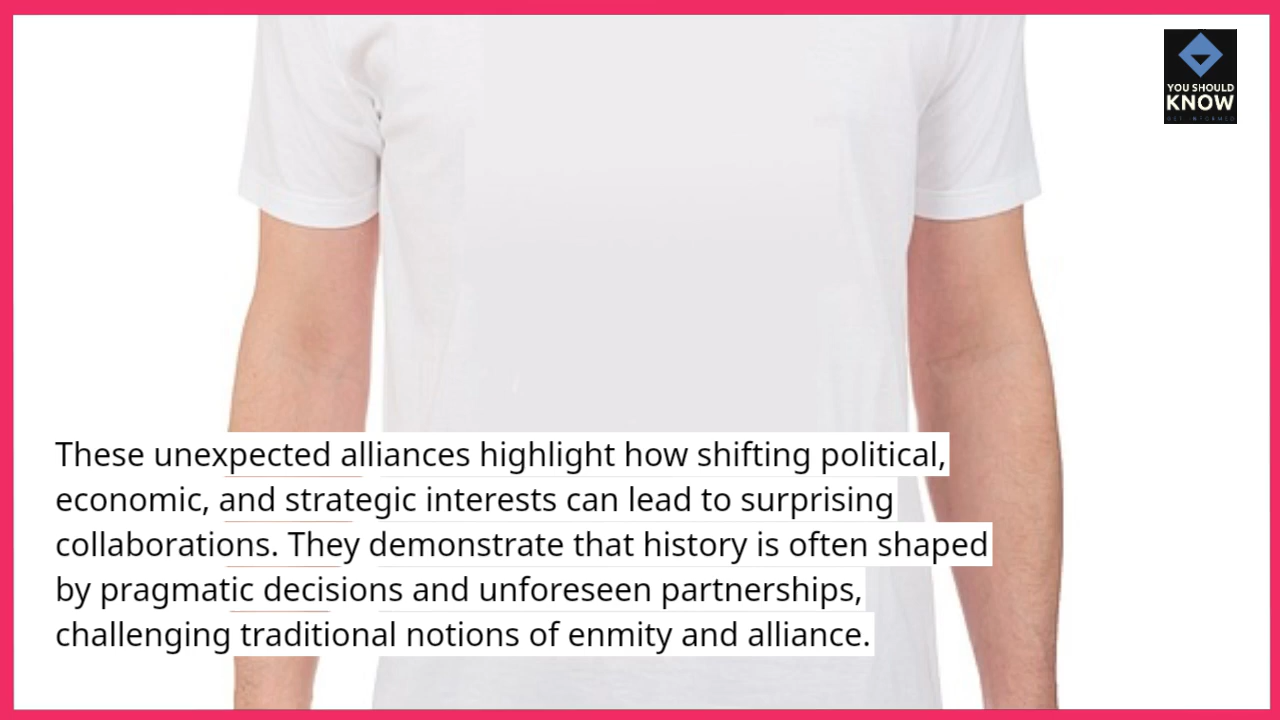 YOU SHOULD
KNOW
GET INFORMED
These unexpected alliances highlight how shifting political,
economic, and strategic interests can lead to surprising
collaborations. They demonstrate that history is often shaped
by pragmatic decisions and unforeseen partnerships,
challenging traditional notions of enmity and alliance.